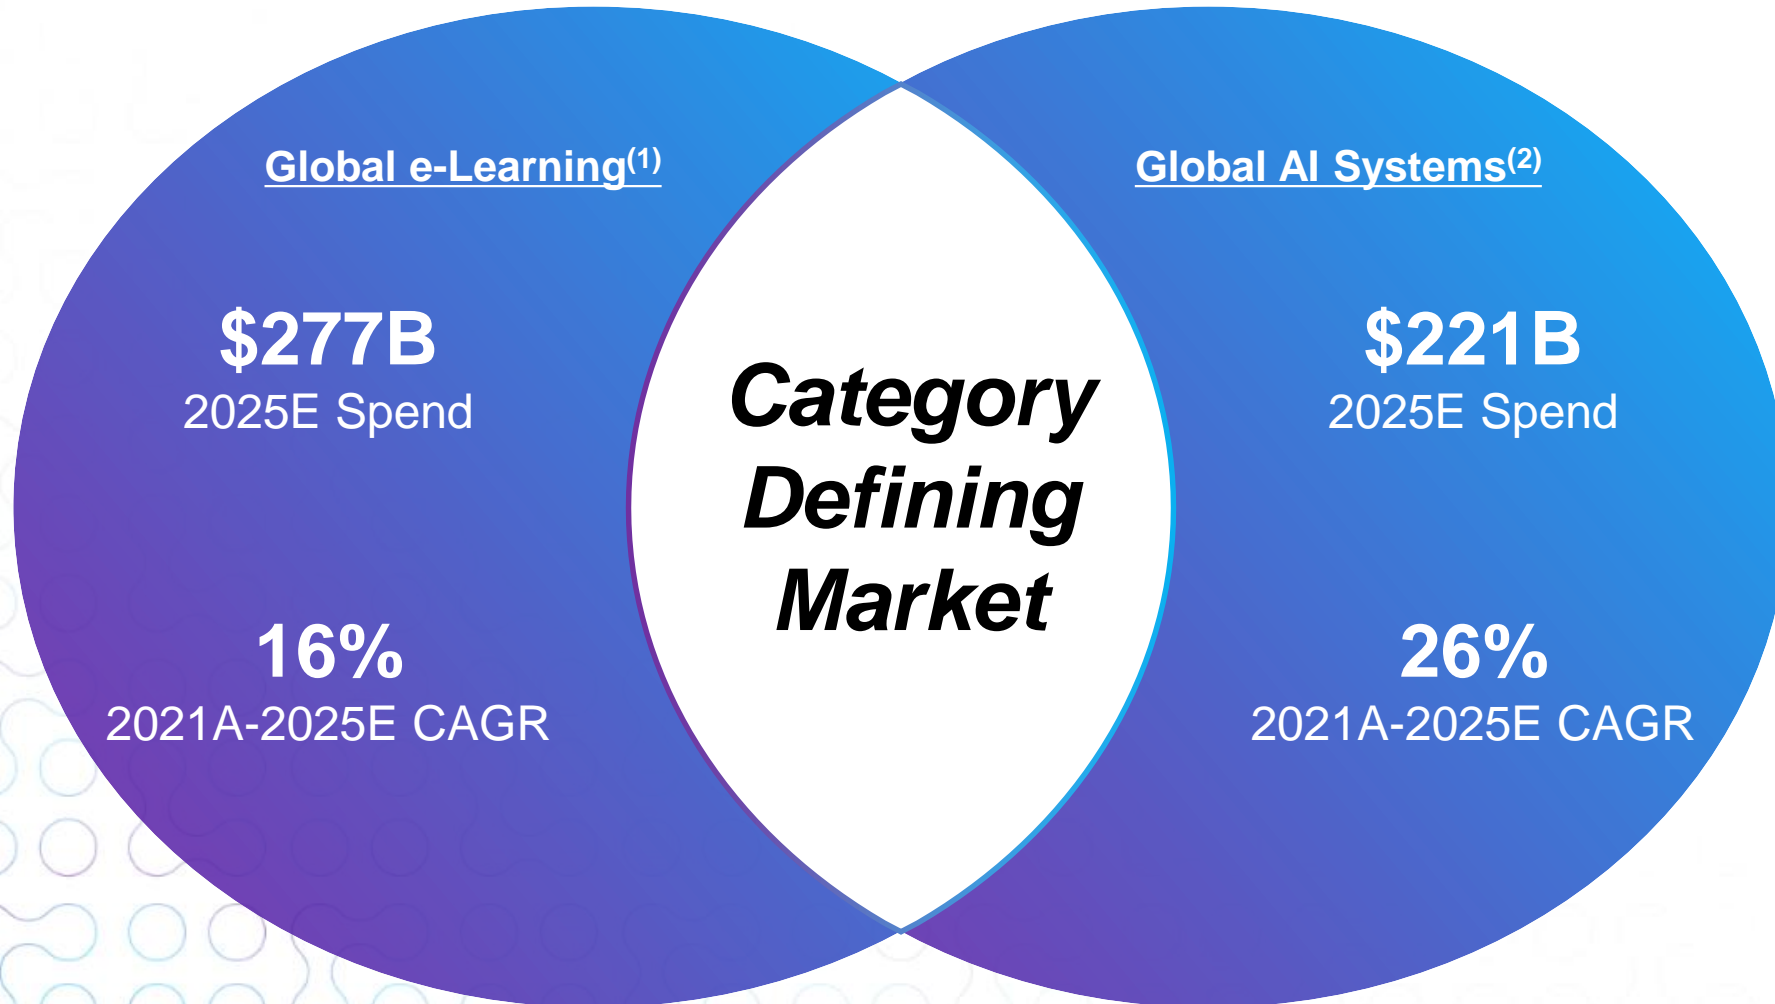 Global e-Learning(1)
$277B
2025E Spend
16%
2021A-2025E CAGR
Category
Defining
Market
Global AI Systems(2)
$221B
2025E Spend
26%
2021A-2025E CAGR